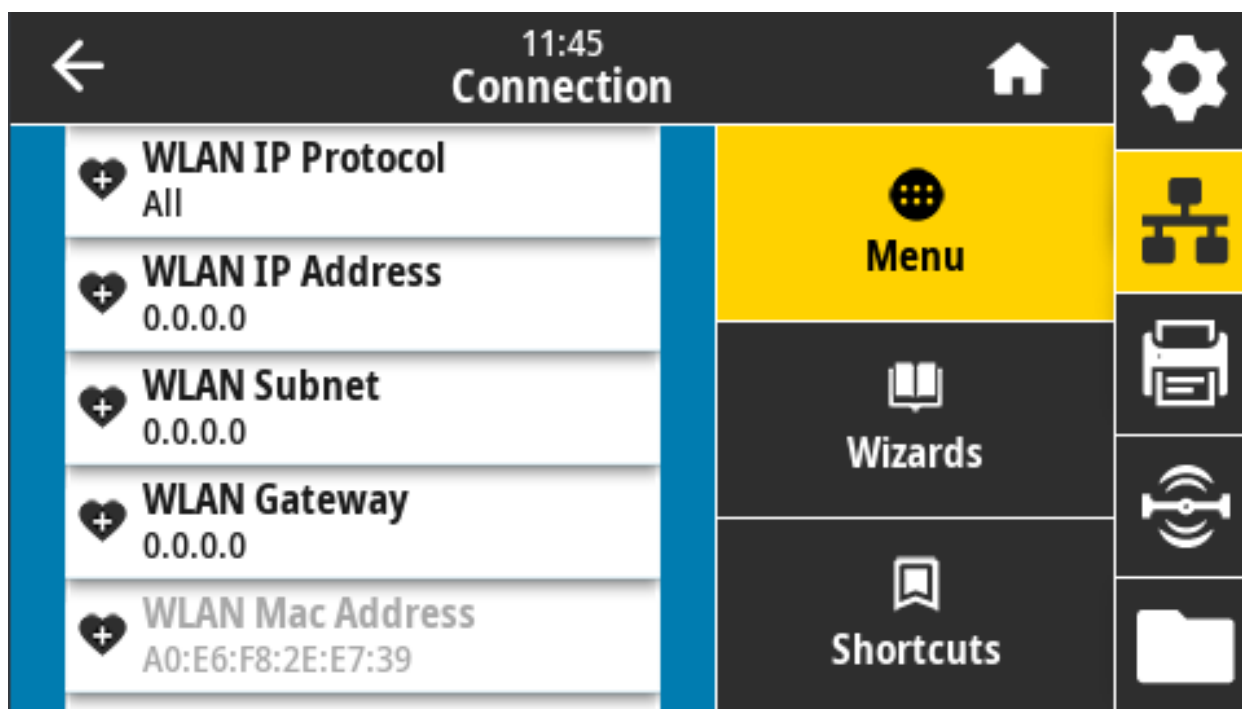 11:45
Connection
WLAN IP Protocol
All
WLAN IP Address
0.0.0.0
WLAN Subnet
0.0.0.0
WLAN Gateway
0.0.0.0
WLAN Mac Address
A0:E6:F8:2E:E7:39
Menu
Wizards
Shortcuts